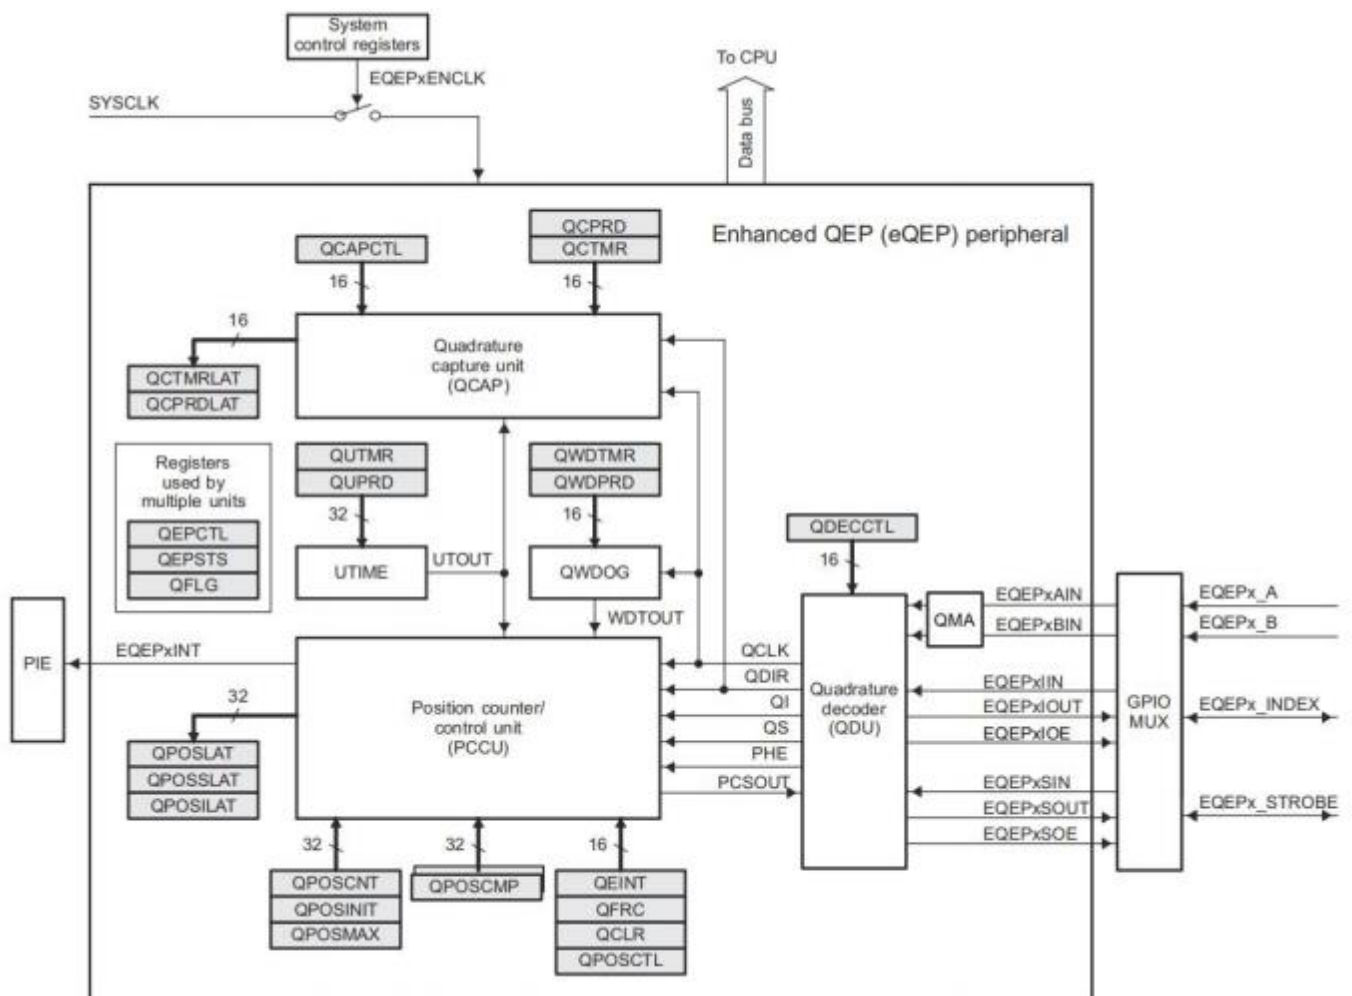 System
control registers
To CPU
EQEPxENCLK
SYSCLK
Data bus
Enhanced QEP (eQEP) peripheral
QCPRD
QCAPCTL
QCTMR
16
16
16
Quadrature
capture unit
(QCAP)
QCTMRLAT
QCPRDLAT
Registers
used by
multiple units
QEPCTL
QEPSTS
QFLG
QUTMR
QUPRD
32
UTIME
UTOUT
QWDTMR
QWDPRD
16
QWDOG
WDTOUT
QDECCTL
16
PIE
EQEPxINT
32
QPOSLAT
QPOSSLAT
QPOSILAT
Position counter/
control unit
(PCCU)
QCLK
QDIR
QI
QS
PHE
PCSOUT
Quadrature
decoder
(QDU)
QMA
EQEPxAIN
EQEPxBIN
EQEPxIIN
EQEPxIOUT
EQEPxIOE
EQEPxSIN
EQEPxSOUT
EQEPxSOE
GPIO
MUX
EQEPx_A
EQEPx_B
EQEPx_INDEX
EQEPx_STROBE
32
32
16
QPOSCNT
QPOSINIT
QPOSMAX
QPOSCMP
QEINT
QFRC
QCLR
QPOSCTL